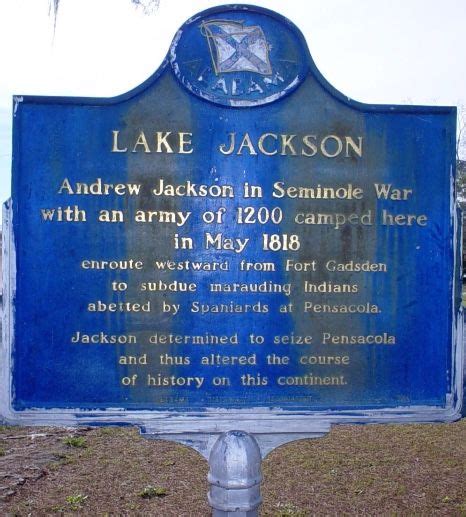 LAKE JACKSON
Andrew Jackson in Seminole War
with an army of 1200 camped here
in May 1818
enroute westward from Fort Gadsden
to subdue marauding Indians
abetted by Spaniards at Pensacola.
Jackson determined to seize Pensacola
and thus altered the course
of history on this continent.